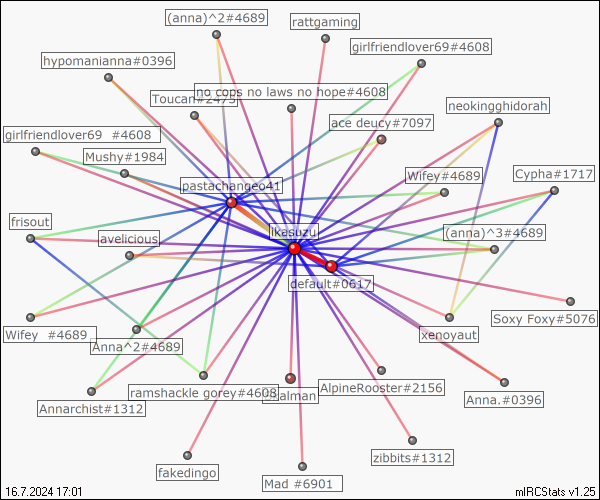 (anna)^2#4689
rattgaming
girlfriendlover69#4608
hypomanianna#0396
no cops no laws no hope#4608
Toucan#2475
neokingghidorah
ace deucy#7097
girlfriendlover69 #4608
Mushy#1984
Wifey#4689
Cypha#1717
pastachangeo41
frisout
likasuzu
(anna)^3#4689
avelicious
default#0617
Soxy Foxy#5076
Wifey #4689
xenoyaut
Anna^2#4689
AlpineRooster#2156
ramshackle gorey#4608
Anna.#0396
Annarchist#1312
zibbits#1312
fakedingo
Mad #6901
16.7.2024 17:01
mIRCStats v1.25